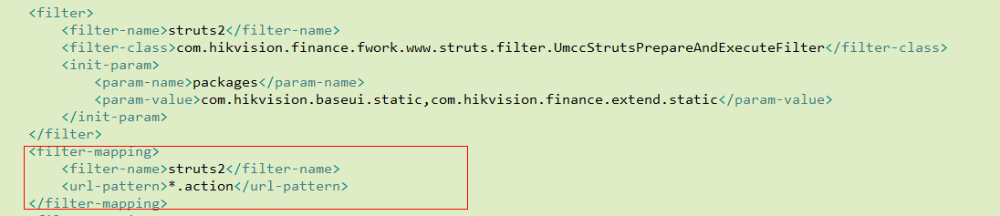 <filter>
<filter-name>struts2</filter-name>
<filter-class>com.hikvision.finance.fwork.www.struts.filter.UmccStrutsPrepareAndExecuteFilter</filter-class>
<init-param>
<param-name>packages</param-name>
<param-value>com.hikvision.baseui.static,com.hikvision.finance.extend.static</param-value>
</init-param>
</filter>
<filter-mapping>
<filter-name>struts2</filter-name>
<url-pattern>*.action</url-pattern>
</filter-mapping>